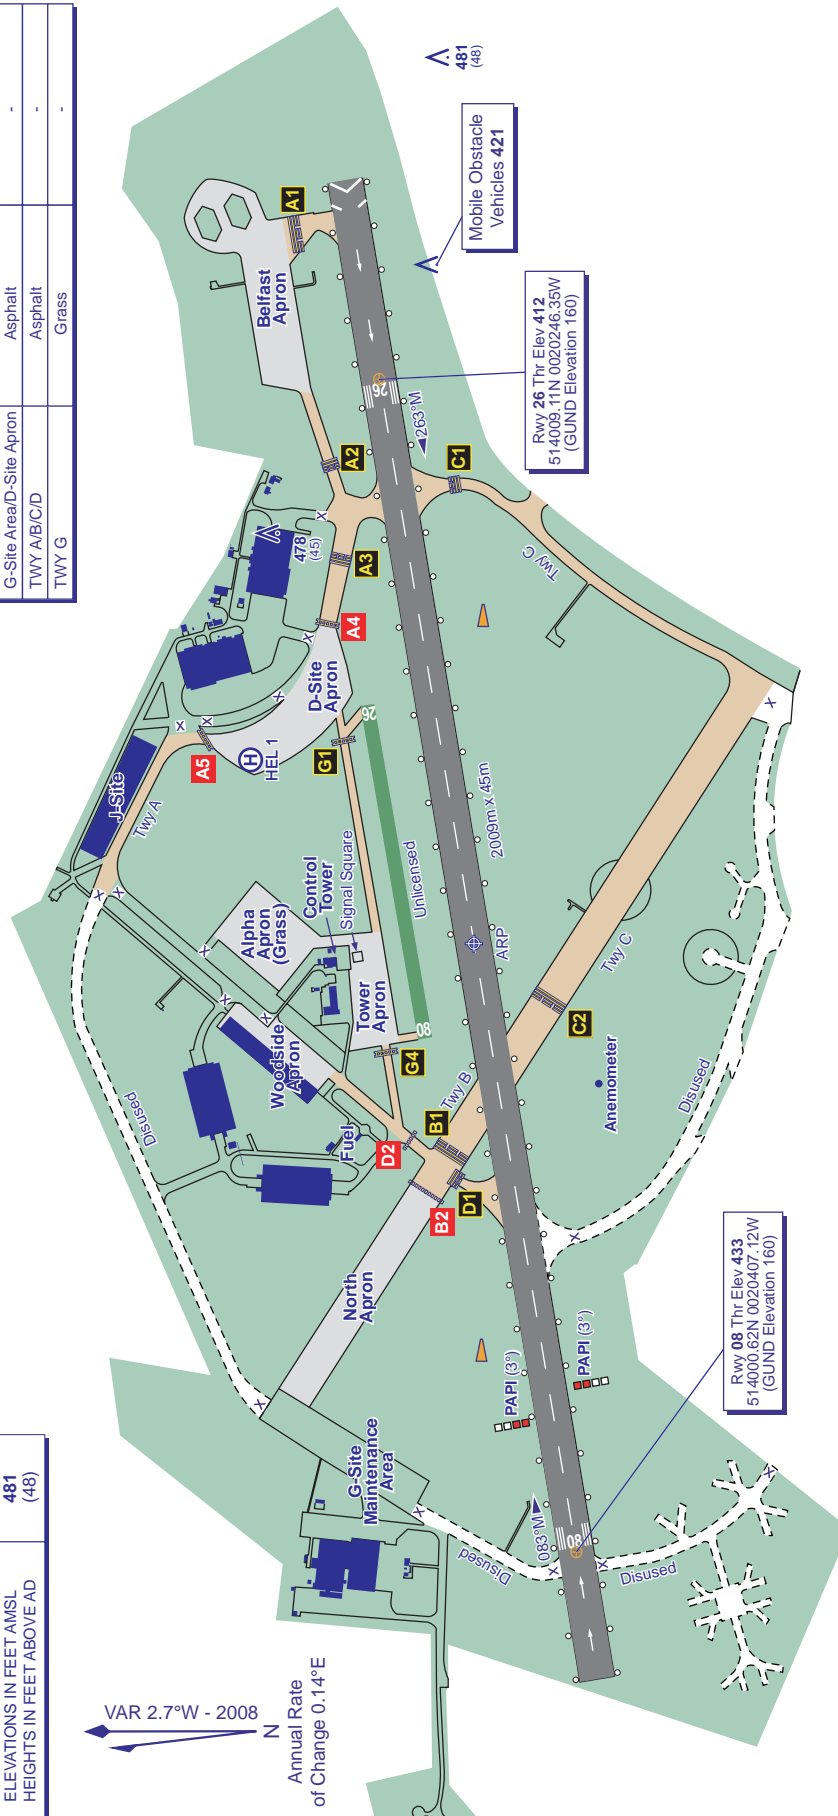 G-Site Area/D-Site Apron
Asphalt
-
TWY A/B/C/D
Asphalt
-
TWY G
Grass
-
481
(48)
Mobile Obstacle
Vehicles 421
A1
Belfast
Apron
Rwy 26 Thr Elev 412
514009.11N 0020246.35W
(GUND Elevation 160)
26
263°M
A2
C1
478
(45)
A3
Twy C
A4
D-Site
Apron
A5
H
HEL 1
G1
26
J-Site
Twy A
2009m x 45m
Unlicensed
Control
Tower
Signal Square
Alpha
Apron
(Grass)
ARP
Twy C
Tower
Apron
08
G4
C2
Woodside
Apron
Anemometer
Twy B
B1
Fuel
D2
Disused
Disused
D1
B2
North
Apron
PAPI (3°)
PAPI (3°)
Rwy 08 Thr Elev 433
514000.62N 0020407.12W
(GUND Elevation 160)
G-Site
Maintenance
Area
083°M
08
Disused
Disused
ELEVATIONS IN FEET AMSL
HEIGHTS IN FEET ABOVE AD
481
(48)
VAR 2.7°W - 2008
N
Annual Rate
of Change 0.14°E